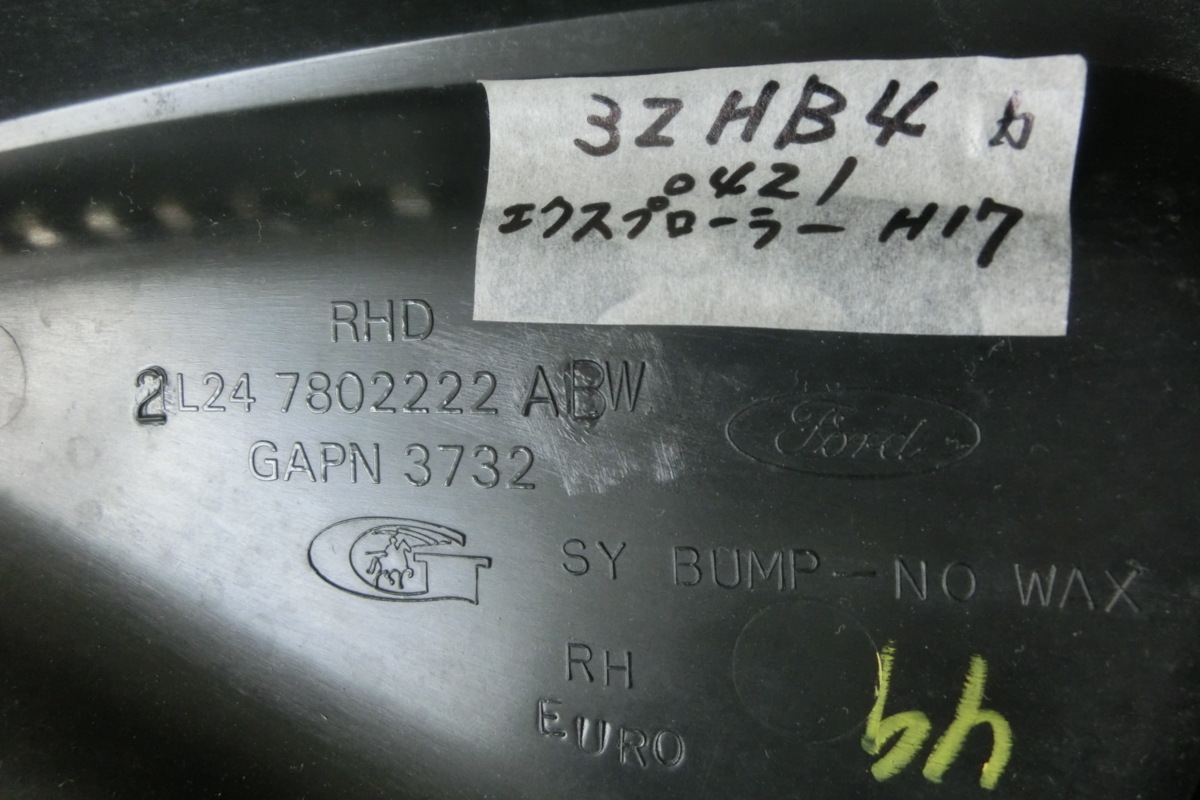 3ZHB4 カ
0421
エクスプローラー H17
RHD
2L24 7802222 ABW
GAPN 3732
Ford
G
SY BUMP-NO WAX
RH
EURO